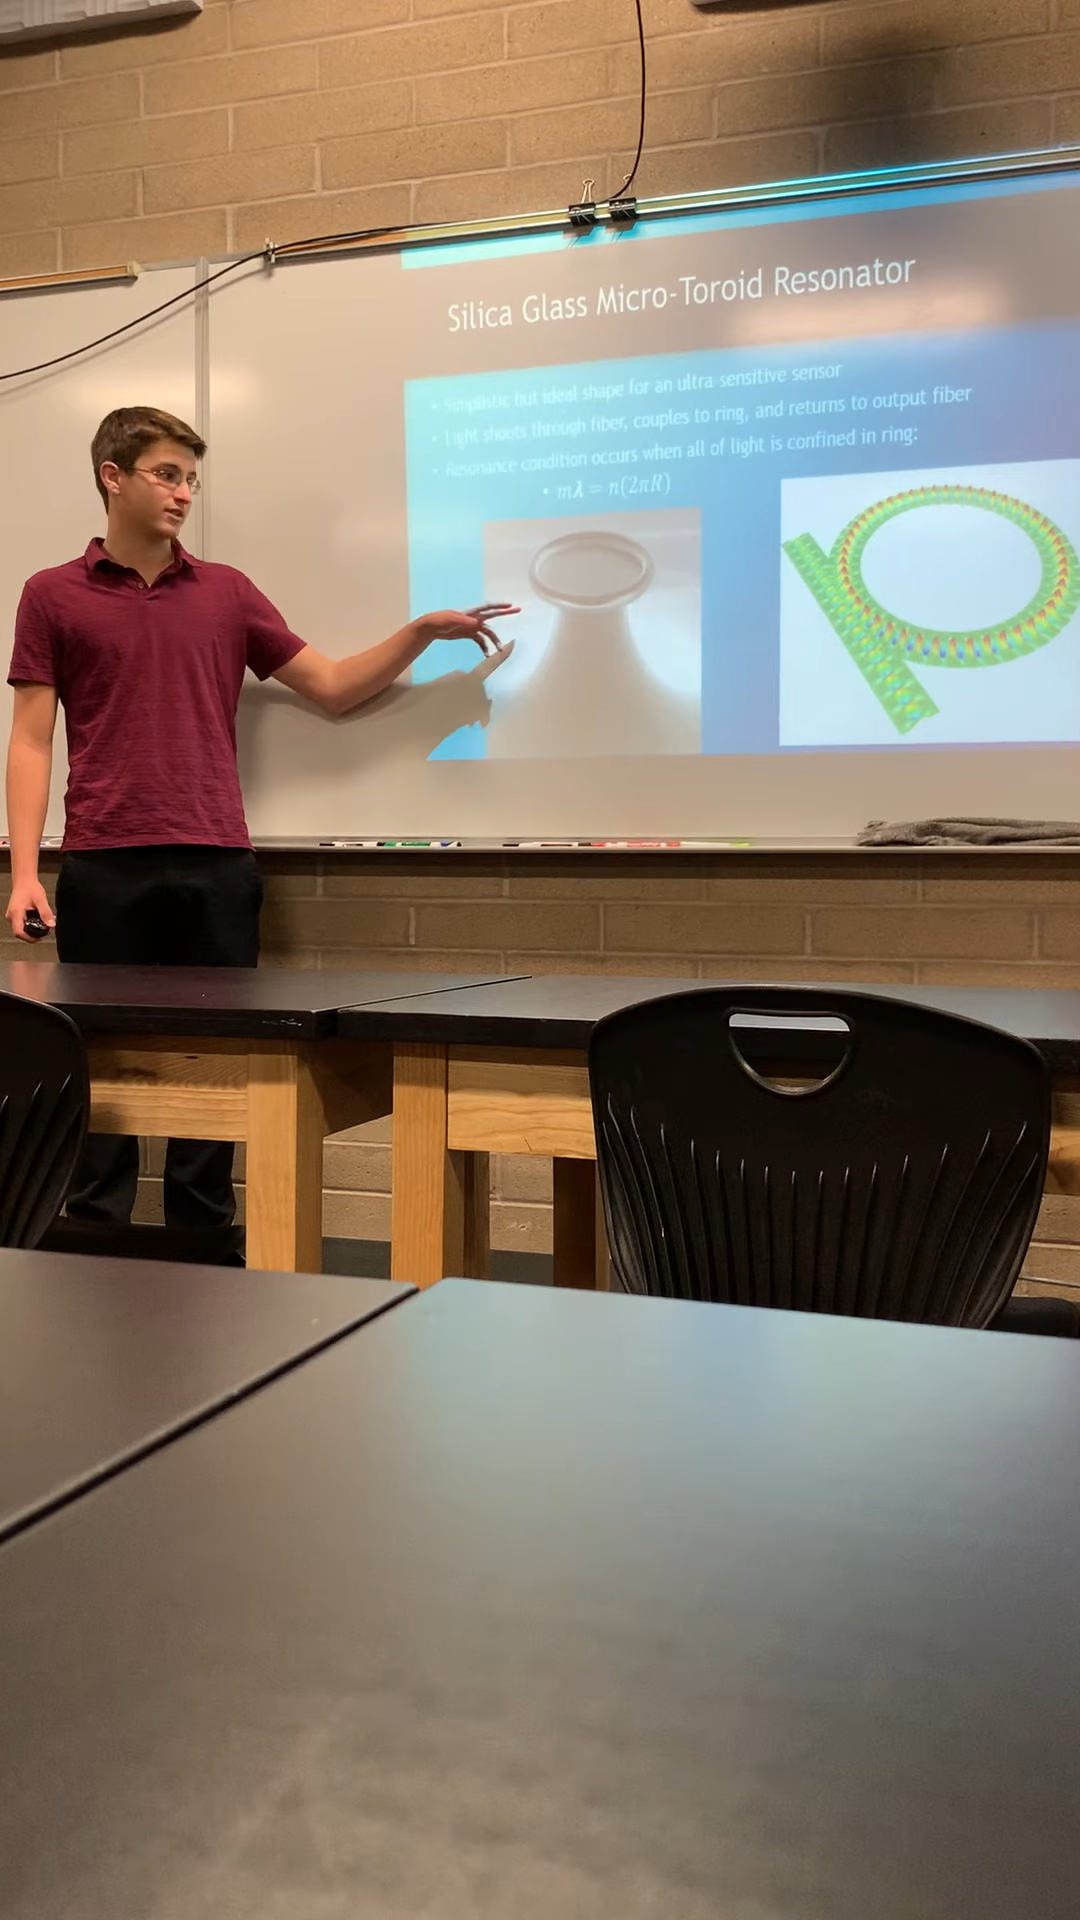 Silica Glass Micro-Toroid Resonator
• Simplistic but ideal shape for an ultra sensitive sensor
• Light shoots through fiber, couples to ring, and returns to output fiber
• Resonance condition occurs when all of light is confined in ring:
• mλ = n(2πR)